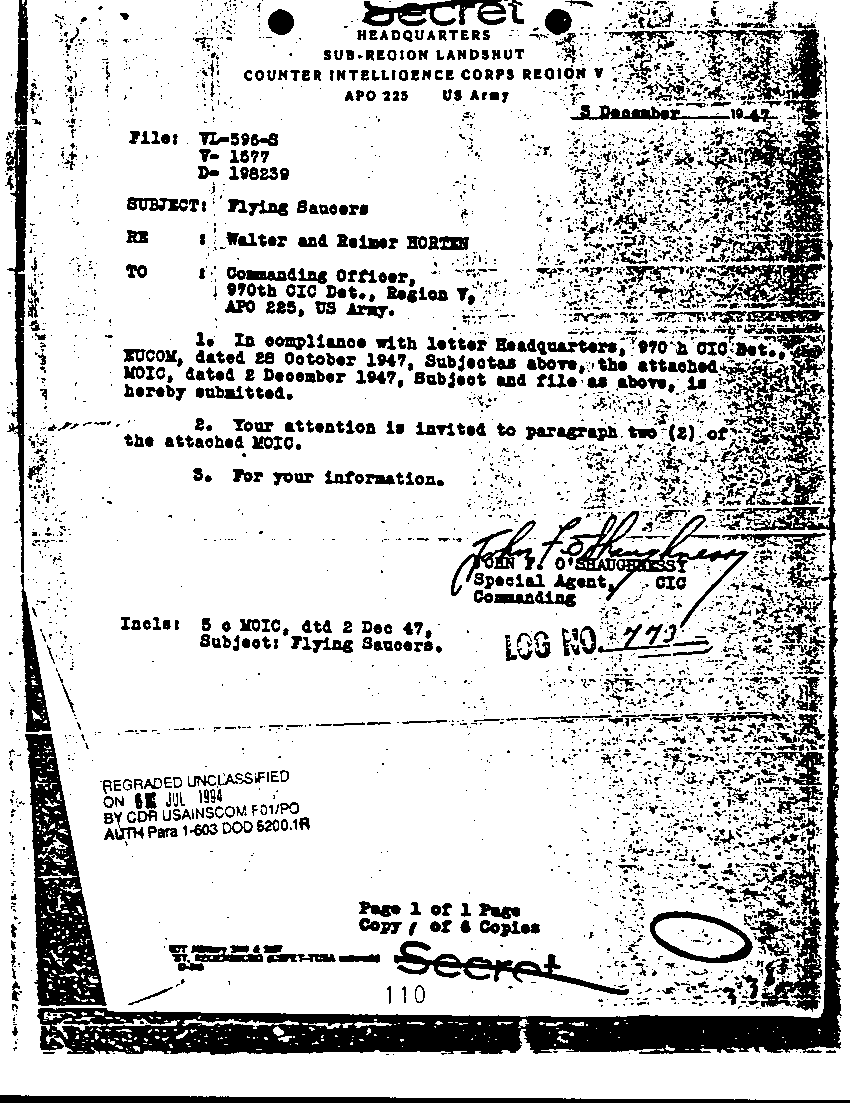 Secret
HEADQUARTERS
SUB-REGION LANDSHUT
COUNTER INTELLIGENCE CORPS REGION V
APO 225 US Army
3 December 1947
File: VL-596-S
V- 1577
D- 198239
SUBJECT: Flying Saucers
RE : Walter and Reimer HORTEN
TO : Commanding Officer,
970th CIC Det., Region V,
APO 225, US Army.
1. In compliance with letter Headquarters, 970 h CIC Det.,
EUCOM, dated 28 October 1947, Subjectas above, the attached
MOIC, dated 2 December 1947, Subject and file as above, is
hereby submitted.
2. Your attention is invited to paragraph two (2) of
the attached MOIC.
3. For your information.
John F. O'Shaughnessy
JOHN F. O'SHAUGHNESSY
Special Agent, CIC
Commanding
Incls: 5 c MOIC, dtd 2 Dec 47,
Subject: Flying Saucers.
LOG NO. 773
REGRADED UNCLASSIFIED
ON JUL 1994
BY CDR USAINSCOM F01/PO
AUTH Para 1-603 DOD 5200.1R
Page 1 of 1 Page
Copy 1 of 6 Copies
Secret
110